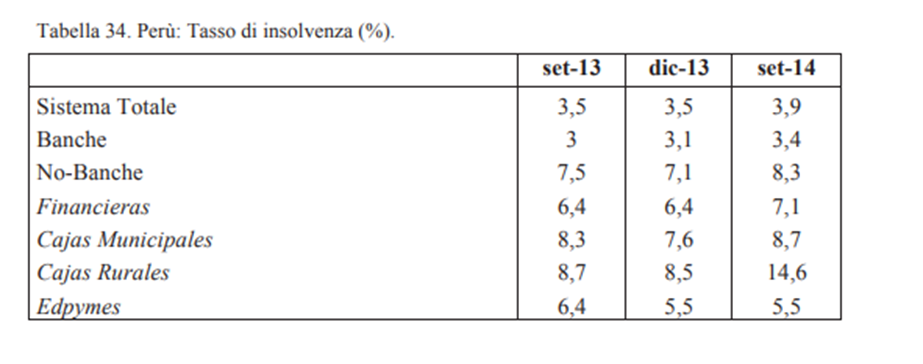 Tabella 34. Perù: Tasso di insolvenza (%).
set-13 dic-13 set-14
Sistema Totale 3,5 3,5 3,9
Banche 3 3,1 3,4
No-Banche 7,5 7,1 8,3
Financieras 6,4 6,4 7,1
Cajas Municipales 8,3 7,6 8,7
Cajas Rurales 8,7 8,5 14,6
Edpymes 6,4 5,5 5,5